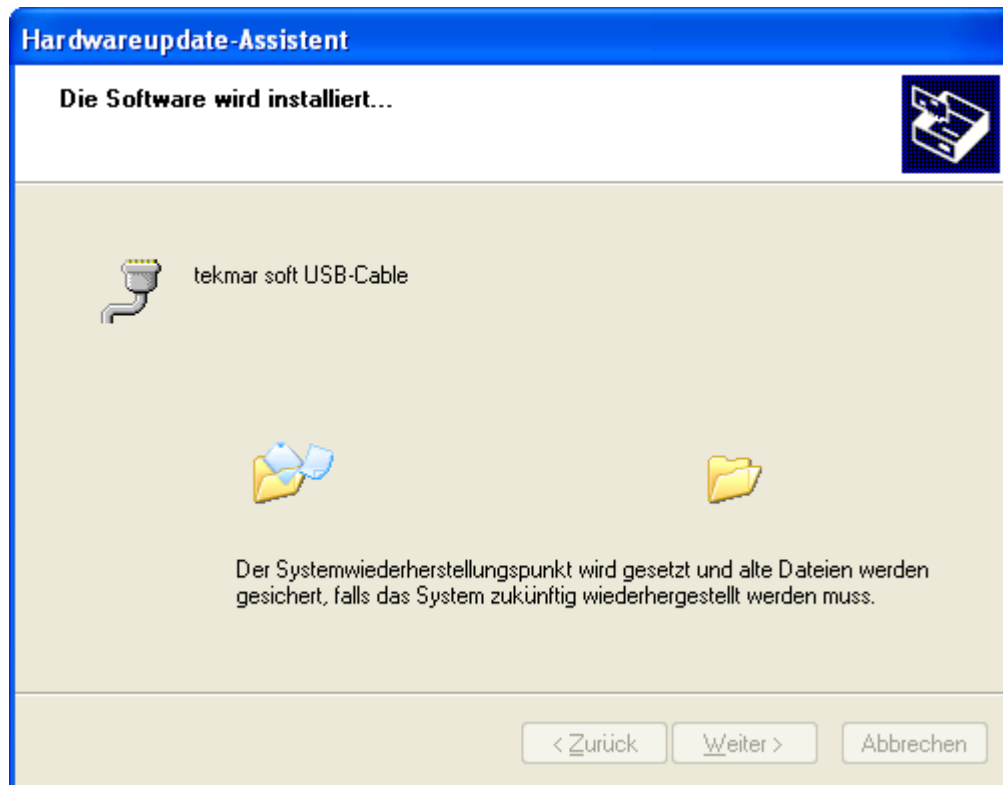 Hardwareupdate-Assistent
Die Software wird installiert...
tekmar soft USB-Cable
Der Systemwiederherstellungspunkt wird gesetzt und alte Dateien werden
gesichert, falls das System zukünftig wiederhergestellt werden muss.
< Zurück Weiter > Abbrechen